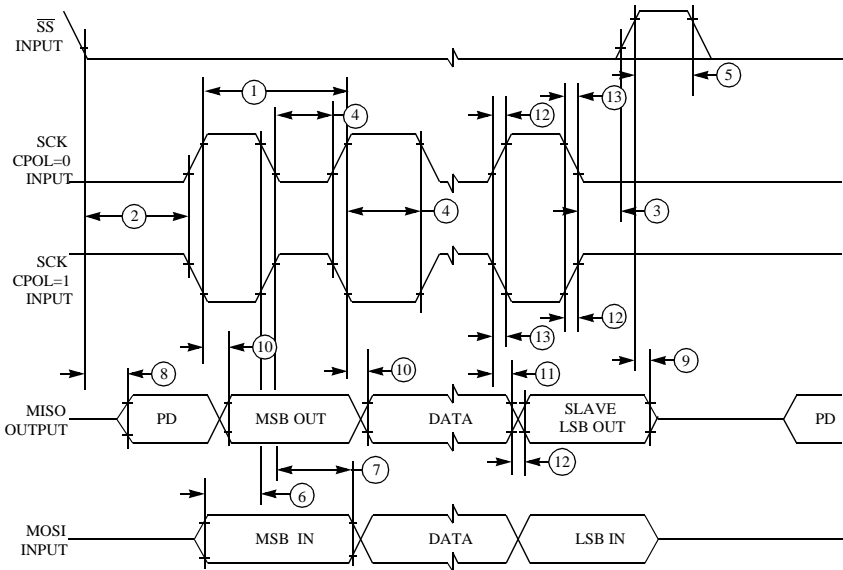 SS
INPUT
5
1
4
12
13
SCK
CPOL=0
INPUT
2
4
3
SCK
CPOL=1
INPUT
12
13
10
8
10
11
9
MISO
OUTPUT
PD
MSB OUT
DATA
SLAVE
LSB OUT
PD
12
7
6
MOSI
INPUT
MSB IN
DATA
LSB IN